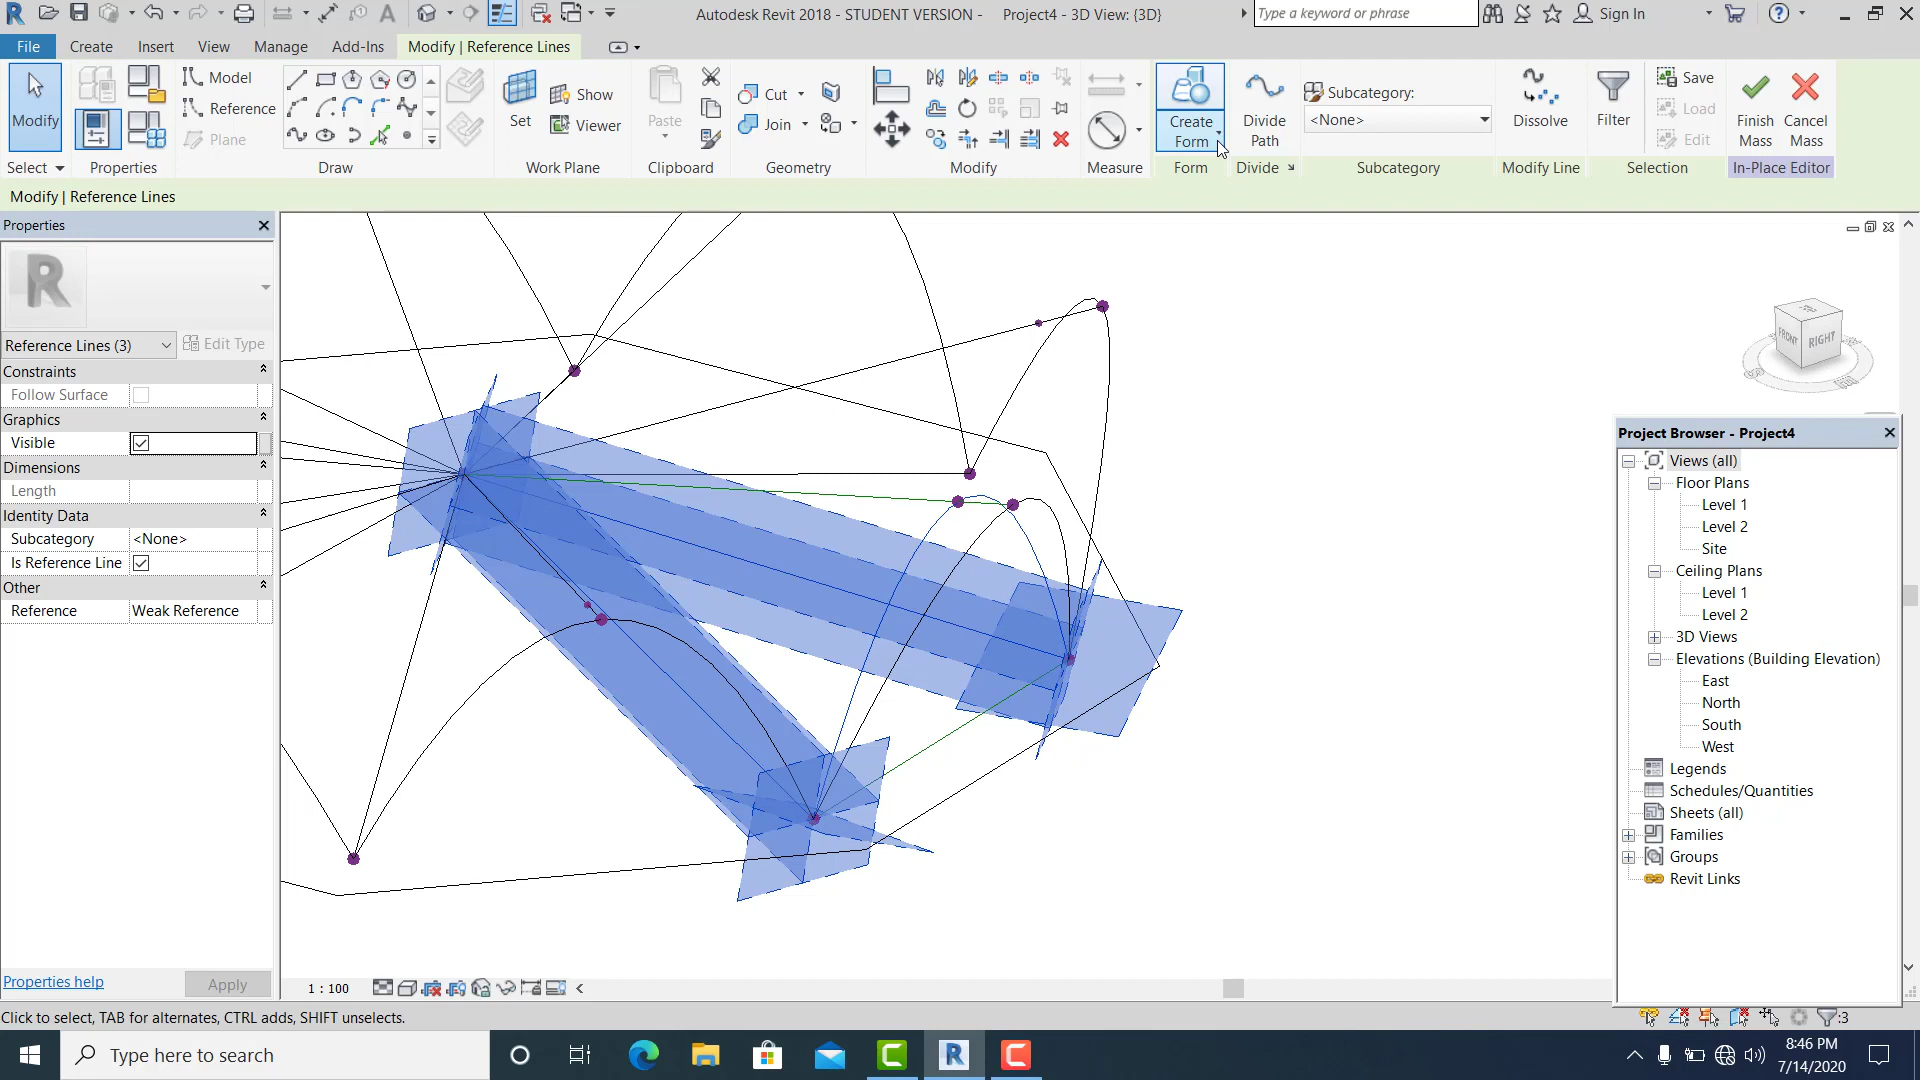 Autodesk Revit 2018 - STUDENT VERSION - Project4 - 3D View: {3D}
Type a keyword or phrase
Sign In
File
Create
Insert
View
Manage
Add-Ins
Modify | Reference Lines
Modify
Model
Reference
Plane
Set
Show
Viewer
Paste
Cut
Join
Create Form
Divide Path
Subcategory:
<None>
Dissolve
Filter
Save
Load
Edit
Finish Mass
Cancel Mass
Select
Properties
Draw
Work Plane
Clipboard
Geometry
Modify
Measure
Form
Divide
Subcategory
Modify Line
Selection
In-Place Editor
Modify | Reference Lines
Properties
Reference Lines (3)
Edit Type
Constraints
Follow Surface
Graphics
Visible
Dimensions
Length
Identity Data
Subcategory <None>
Is Reference Line
Other
Reference Weak Reference
Properties help
Apply
TOP
FRONT
RIGHT
Project Browser - Project4
Views (all)
Floor Plans
Level 1
Level 2
Site
Ceiling Plans
Level 1
Level 2
3D Views
Elevations (Building Elevation)
East
North
South
West
Legends
Schedules/Quantities
Sheets (all)
Families
Groups
Revit Links
1 : 100
Click to select, TAB for alternates, CTRL adds, SHIFT unselects.
:3
Type here to search
8:46 PM
7/14/2020